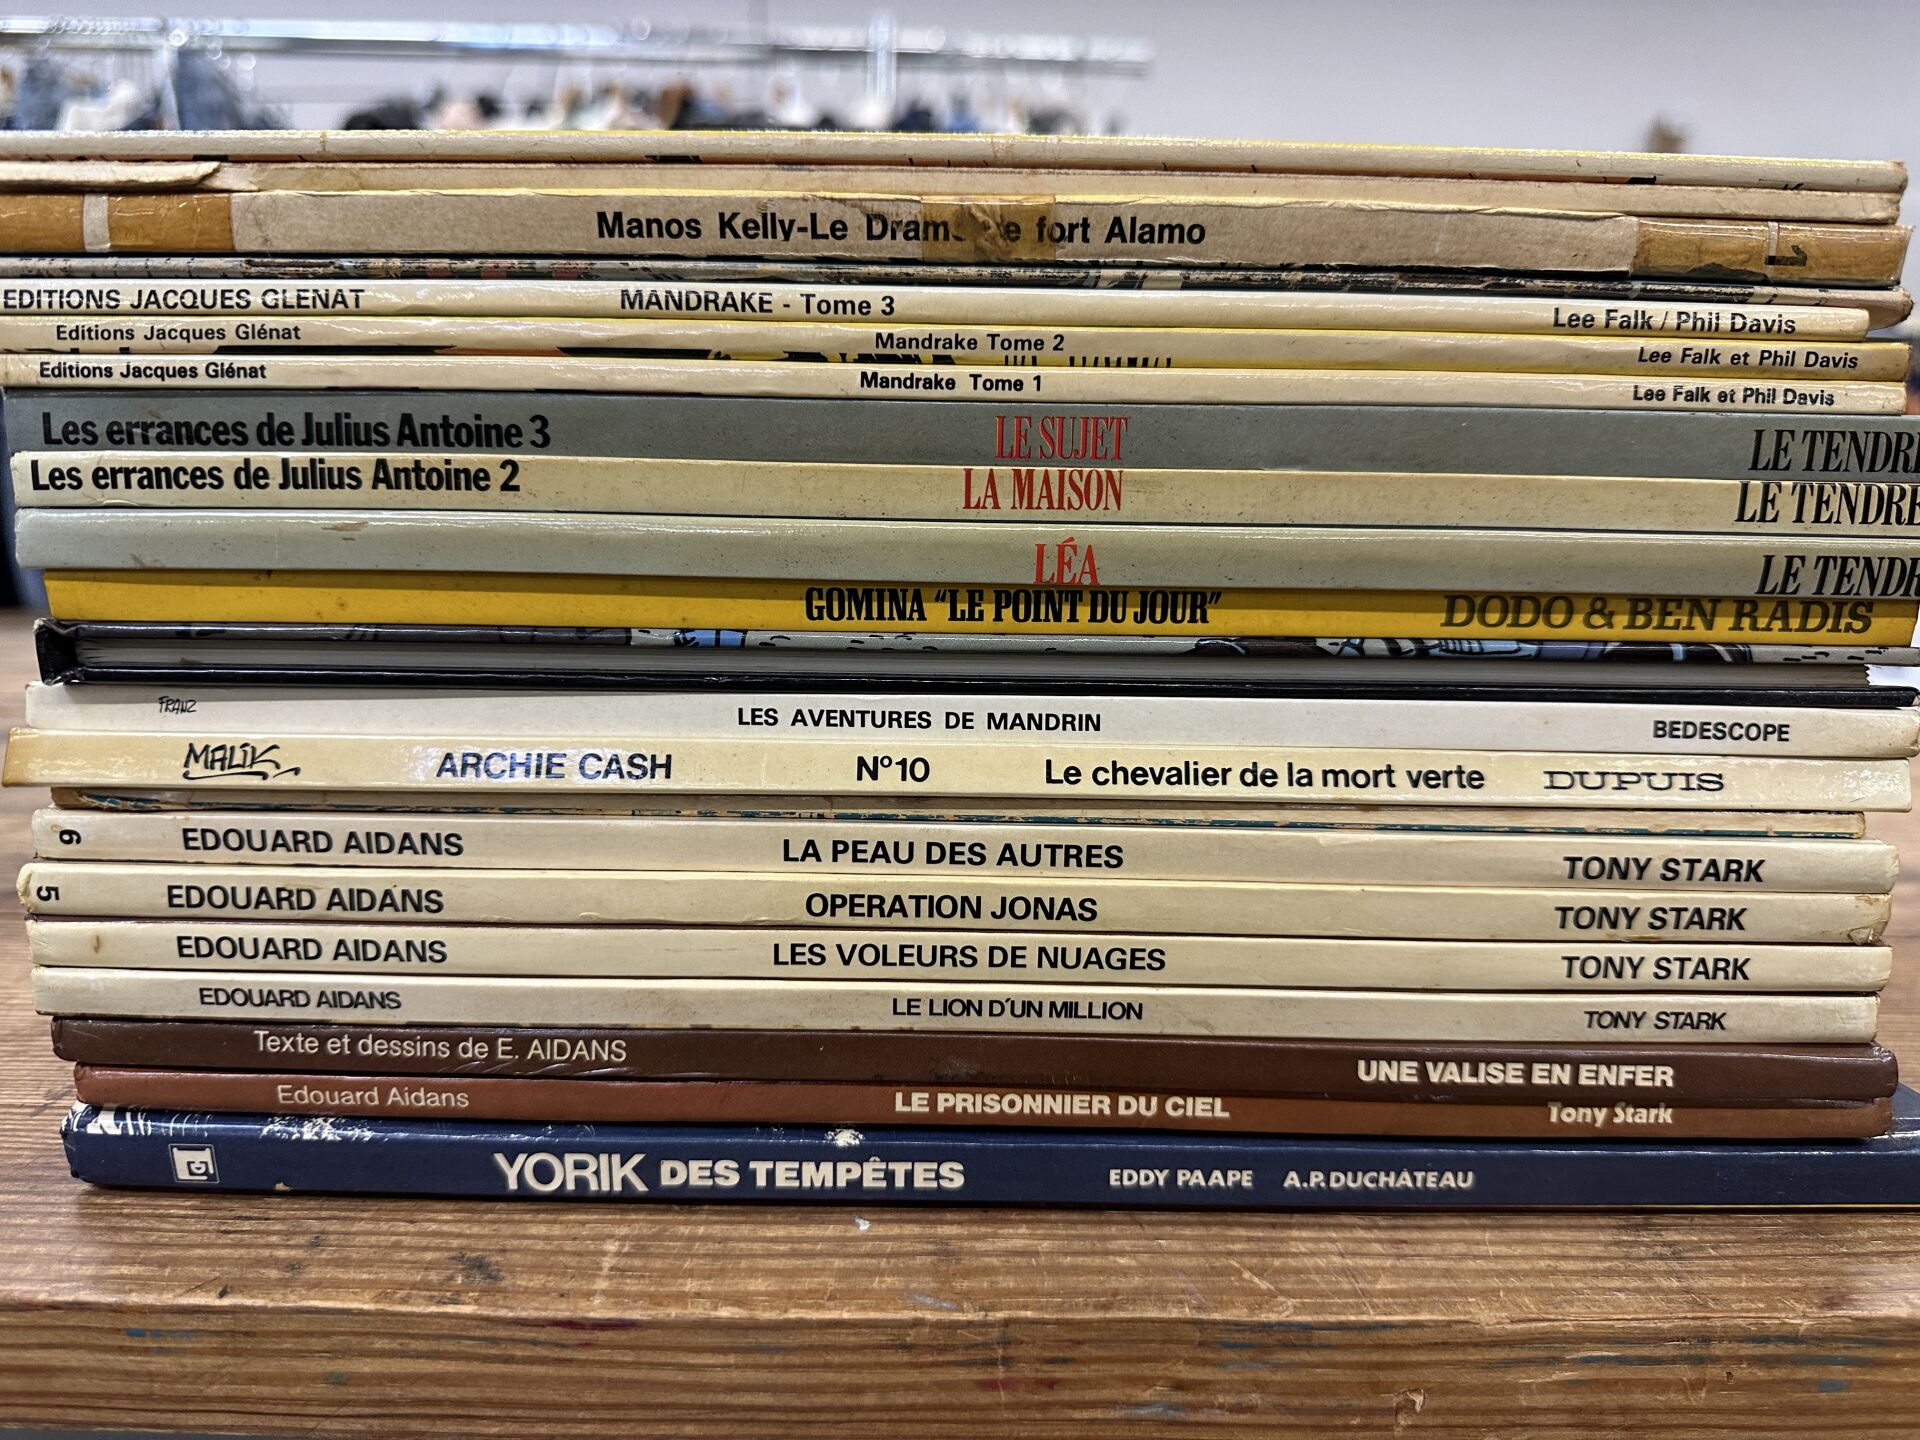 Manos Kelly-Le Dram e fort Alamo
EDITIONS JACQUES GLENAT MANDRAKE - Tome 3 Lee Falk / Phil Davis
Editions Jacques Glénat Mandrake Tome 2 Lee Falk et Phil Davis
Editions Jacques Glénat Mandrake Tome 1 Lee Falk et Phil Davis
Les errances de Julius Antoine 3 LE SUJET LE TENDRE
Les errances de Julius Antoine 2 LA MAISON LE TENDRE
LÉA LE TENDR
GOMINA "LE POINT DU JOUR" DODO & BEN RADIS
FRANZ LES AVENTURES DE MANDRIN BEDESCOPE
MALIK ARCHIE CASH N°10 Le chevalier de la mort verte DUPUIS
6 EDOUARD AIDANS LA PEAU DES AUTRES TONY STARK
5 EDOUARD AIDANS OPERATION JONAS TONY STARK
EDOUARD AIDANS LES VOLEURS DE NUAGES TONY STARK
EDOUARD AIDANS LE LION D'UN MILLION TONY STARK
Texte et dessins de E. AIDANS UNE VALISE EN ENFER
Edouard Aidans LE PRISONNIER DU CIEL Tony Stark
YORIK DES TEMPÊTES EDDY PAAPE A.P. DUCHÂTEAU